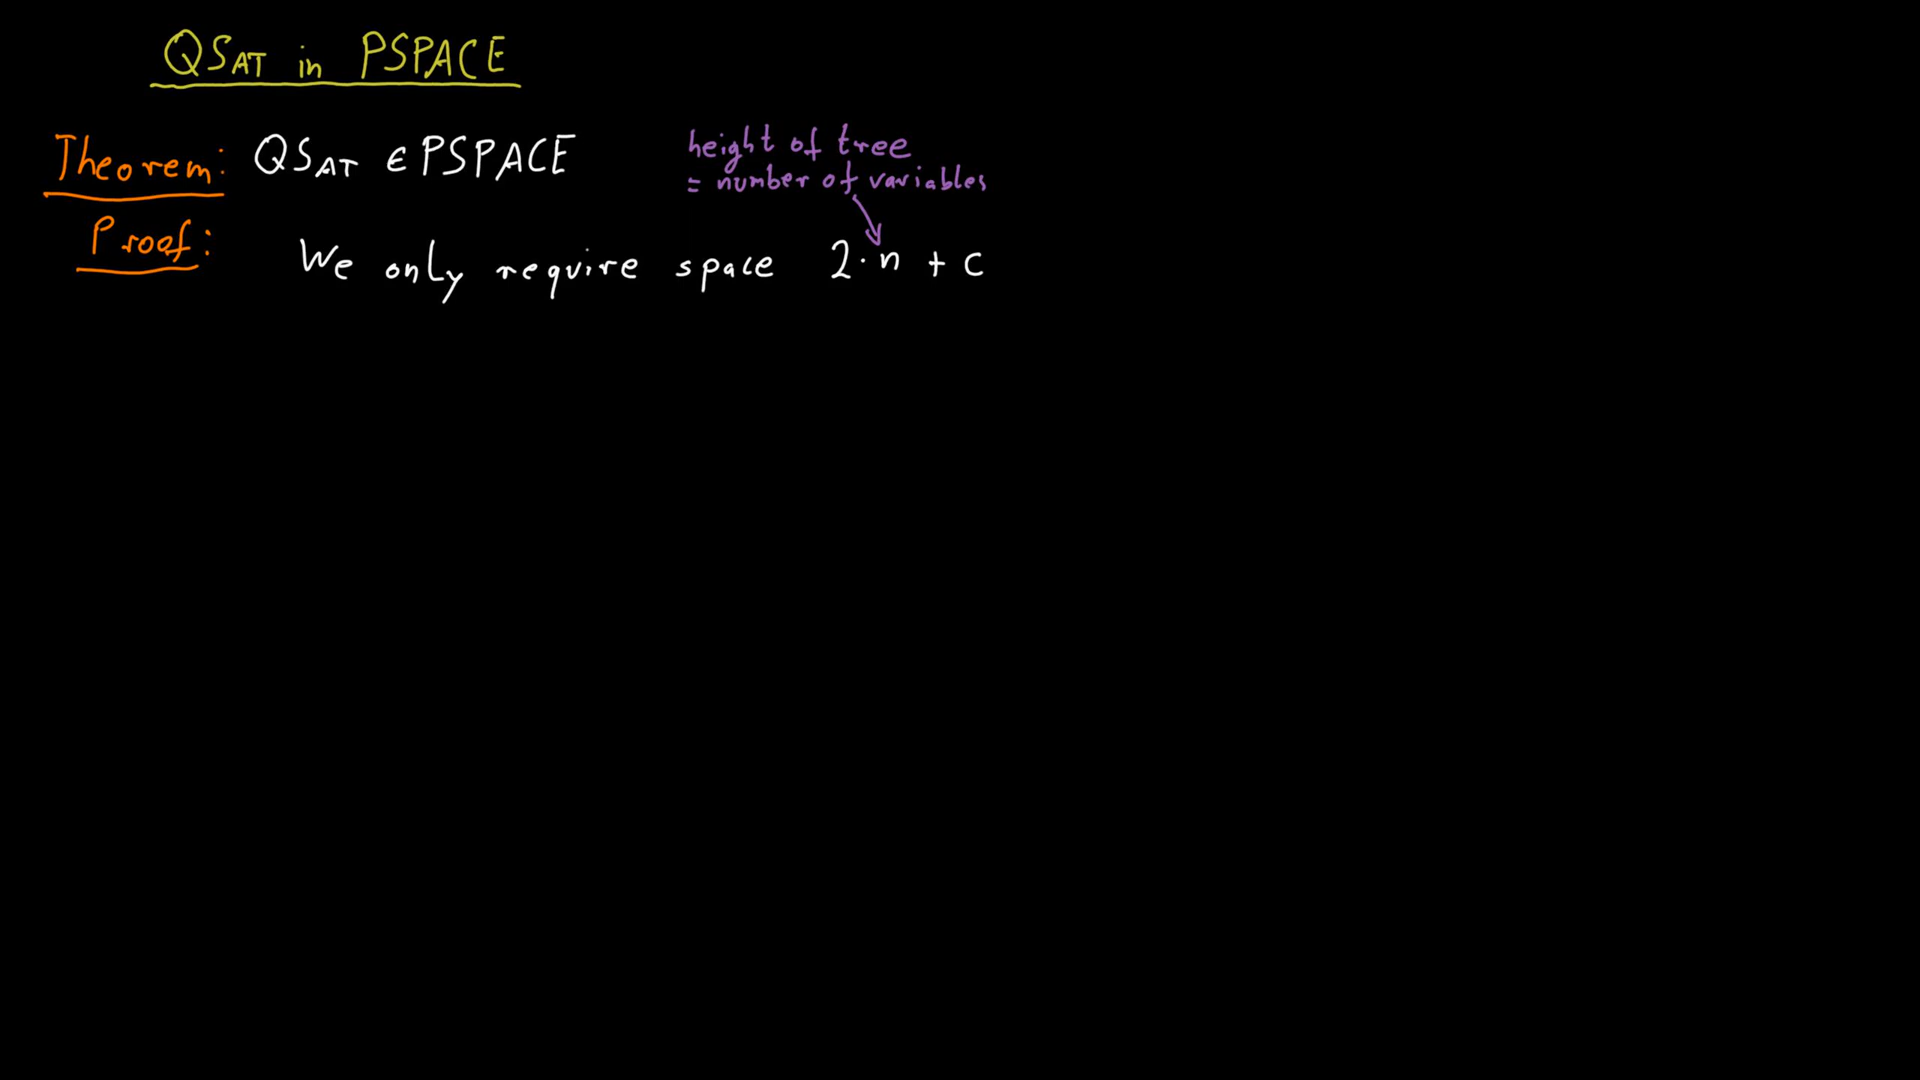 QSAT in PSPACE
Theorem: QSAT ∈ PSPACE
height of tree
= number of variables
Proof: We only require space 2·n + c